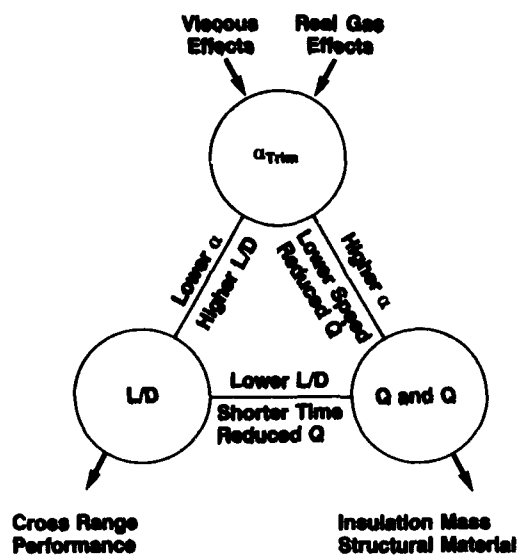 Viscous
Effects
Real Gas
Effects
αTrim
Lower α
Higher L/D
Higher α
Lower Speed
Reduced Q
L/D
Lower L/D
Shorter Time
Reduced Q
Q and Q
Cross Range
Performance
Insulation Mass
Structural Material